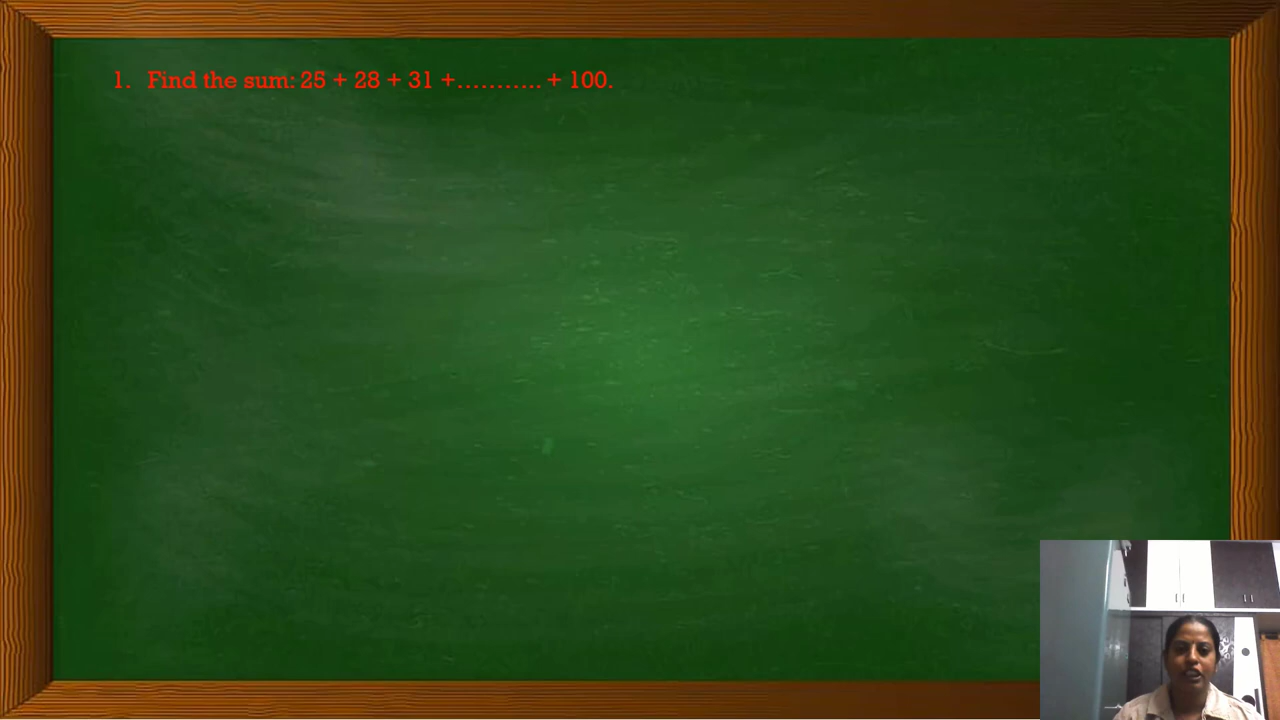 1. Find the sum: 25 + 28 + 31 +……….. + 100.